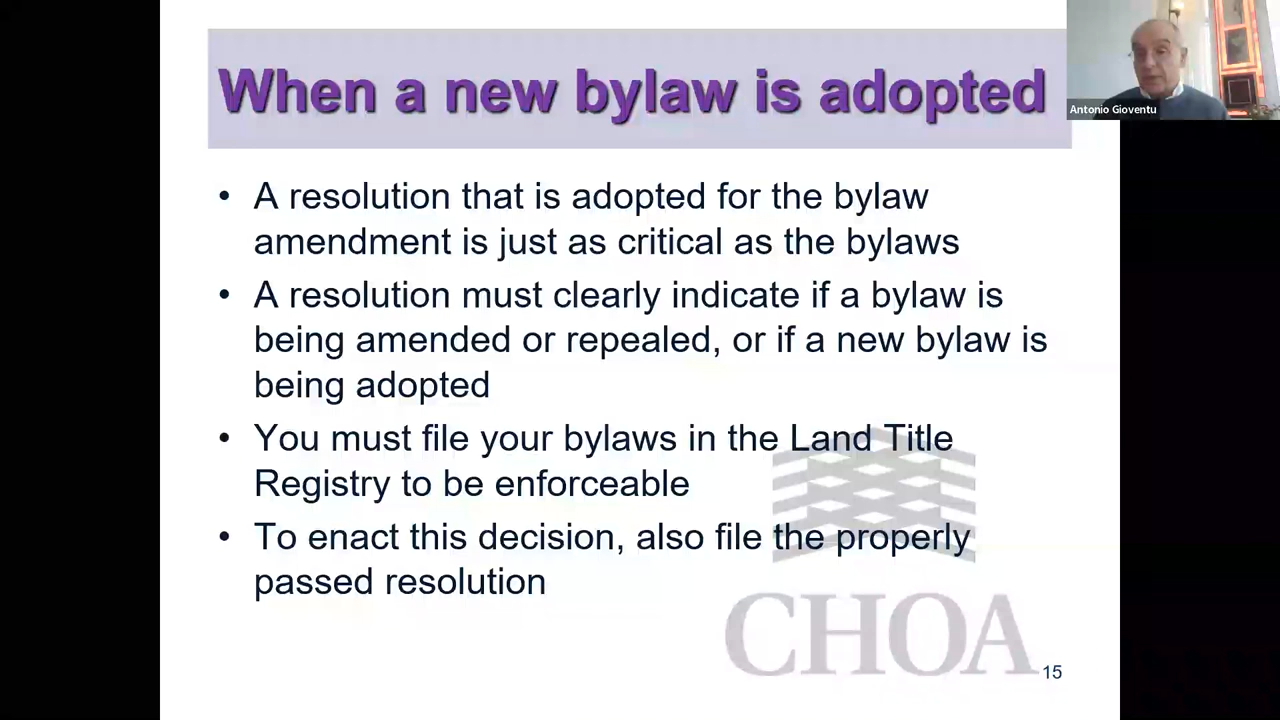 When a new bylaw is adopted
Antonio Gioventu
• A resolution that is adopted for the bylaw
amendment is just as critical as the bylaws
• A resolution must clearly indicate if a bylaw is
being amended or repealed, or if a new bylaw is
being adopted
• You must file your bylaws in the Land Title
Registry to be enforceable
• To enact this decision, also file the properly
passed resolution
CHOA
15